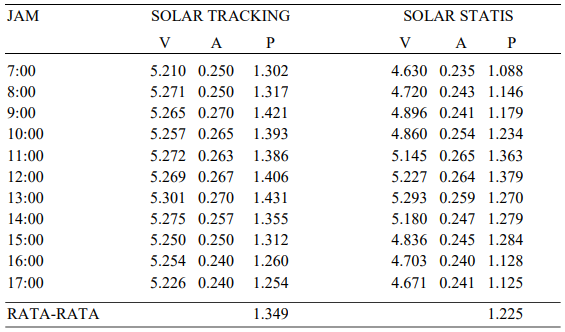 JAM SOLAR TRACKING SOLAR STATIS
V A P V A P
7:00 5.210 0.250 1.302 4.630 0.235 1.088
8:00 5.271 0.250 1.317 4.720 0.243 1.146
9:00 5.265 0.270 1.421 4.896 0.241 1.179
10:00 5.257 0.265 1.393 4.860 0.254 1.234
11:00 5.272 0.263 1.386 5.145 0.265 1.363
12:00 5.269 0.267 1.406 5.227 0.264 1.379
13:00 5.301 0.270 1.431 5.293 0.259 1.270
14:00 5.275 0.257 1.355 5.180 0.247 1.279
15:00 5.250 0.250 1.312 4.836 0.245 1.284
16:00 5.254 0.240 1.260 4.703 0.240 1.128
17:00 5.226 0.240 1.254 4.671 0.241 1.125
RATA-RATA 1.349 1.225